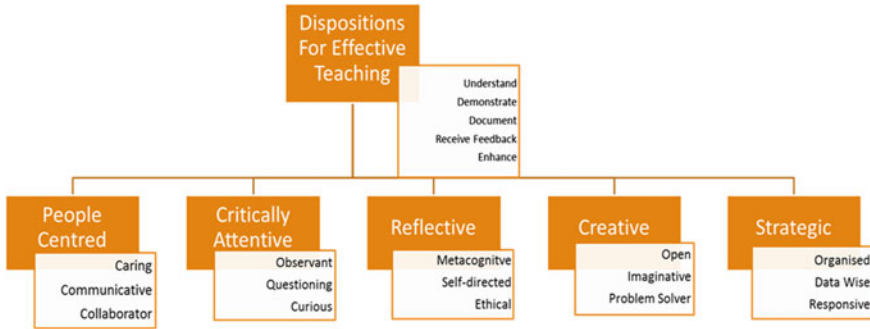 Dispositions
For Effective
Teaching
Understand
Demonstrate
Document
Receive Feedback
Enhance
People
Centred
Caring
Communicative
Collaborator
Critically
Attentive
Observant
Questioning
Curious
Reflective
Metacognitve
Self-directed
Ethical
Creative
Open
Imaginative
Problem Solver
Strategic
Organised
Data Wise
Responsive